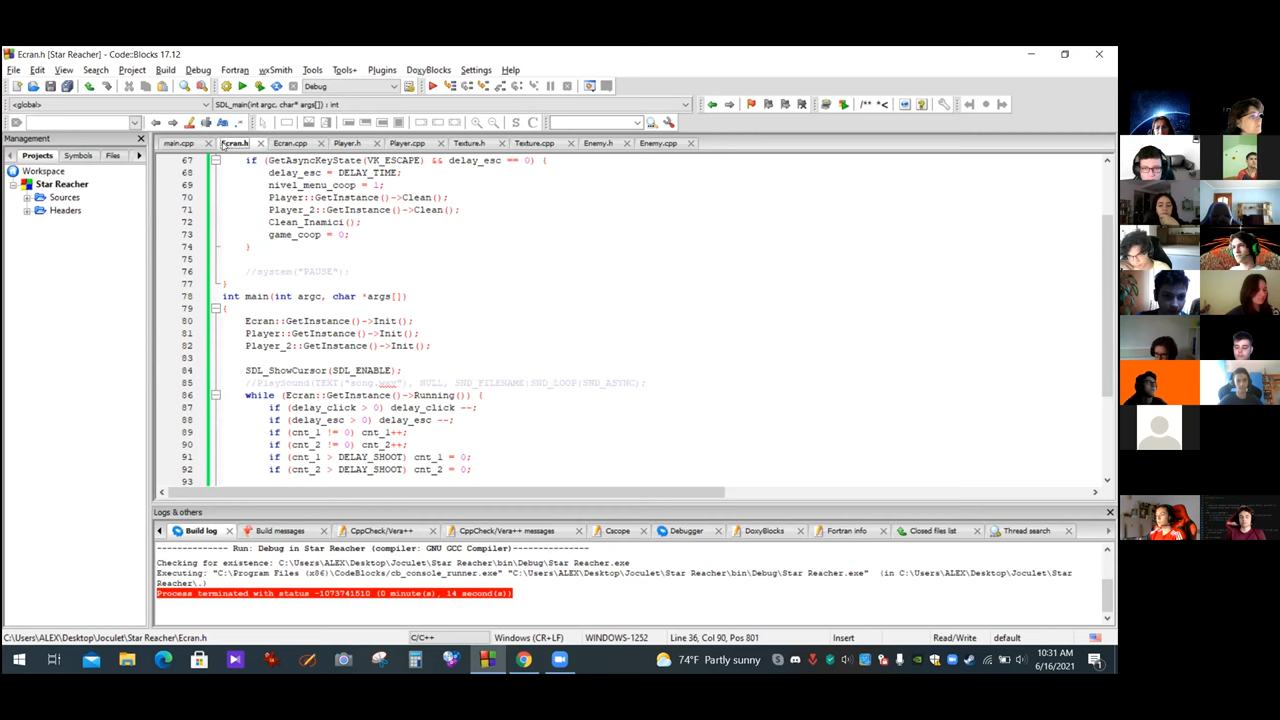 Ecran.h [Star Reacher] - Code::Blocks 17.12
File Edit View Search Project Build Debug Fortran wxSmith Tools Tools+ Plugins DoxyBlocks Settings Help
Debug
<global> SDL_main(int argc, char* args[]) : int
Management
main.cpp Ecran.h Ecran.cpp Player.h Player.cpp Texture.h Texture.cpp Enemy.h Enemy.cpp
Projects Symbols Files
Workspace
Star Reacher
Sources
Headers
67 if (GetAsyncKeyState(VK_ESCAPE) && delay_esc == 0) {
68 delay_esc = DELAY_TIME;
69 nivel_menu_coop = 1;
70 Player::GetInstance()->Clean();
71 Player_2::GetInstance()->Clean();
72 Clean_Inamici();
73 game_coop = 0;
74 }
75
76 //system("PAUSE");
77 }
78 int main(int argc, char *args[])
79 {
80 Ecran::GetInstance()->Init();
81 Player::GetInstance()->Init();
82 Player_2::GetInstance()->Init();
83
84 SDL_ShowCursor(SDL_ENABLE);
85 //PlaySound(TEXT("song.wav"), NULL, SND_FILENAME|SND_LOOP|SND_ASYNC);
86 while (Ecran::GetInstance()->Running()) {
87 if (delay_click > 0) delay_click --;
88 if (delay_esc > 0) delay_esc --;
89 if (cnt_1 != 0) cnt_1++;
90 if (cnt_2 != 0) cnt_2++;
91 if (cnt_1 > DELAY_SHOOT) cnt_1 = 0;
92 if (cnt_2 > DELAY_SHOOT) cnt_2 = 0;
93
Logs & others
Build log Build messages CppCheck/Vera++ CppCheck/Vera++ messages Cscope Debugger DoxyBlocks Fortran info Closed files list Thread search
-------------- Run: Debug in Star Reacher (compiler: GNU GCC Compiler)---------------
Checking for existence: C:\Users\ALEX\Desktop\Joculet\Star Reacher\bin\Debug\Star Reacher.exe
Executing: "C:\Program Files (x86)\CodeBlocks/cb_console_runner.exe" "C:\Users\ALEX\Desktop\Joculet\Star Reacher\bin\Debug\Star Reacher.exe" (in C:\Users\ALEX\Desktop\Joculet\Star
Reacher\.)
Process terminated with status -1073741510 (0 minute(s), 14 second(s))
C:\Users\ALEX\Desktop\Joculet\Star Reacher\Ecran.h C/C++ Windows (CR+LF) WINDOWS-1252 Line 36, Col 90, Pos 801 Insert Read/Write default
74°F Partly sunny
10:31 AM
6/16/2021